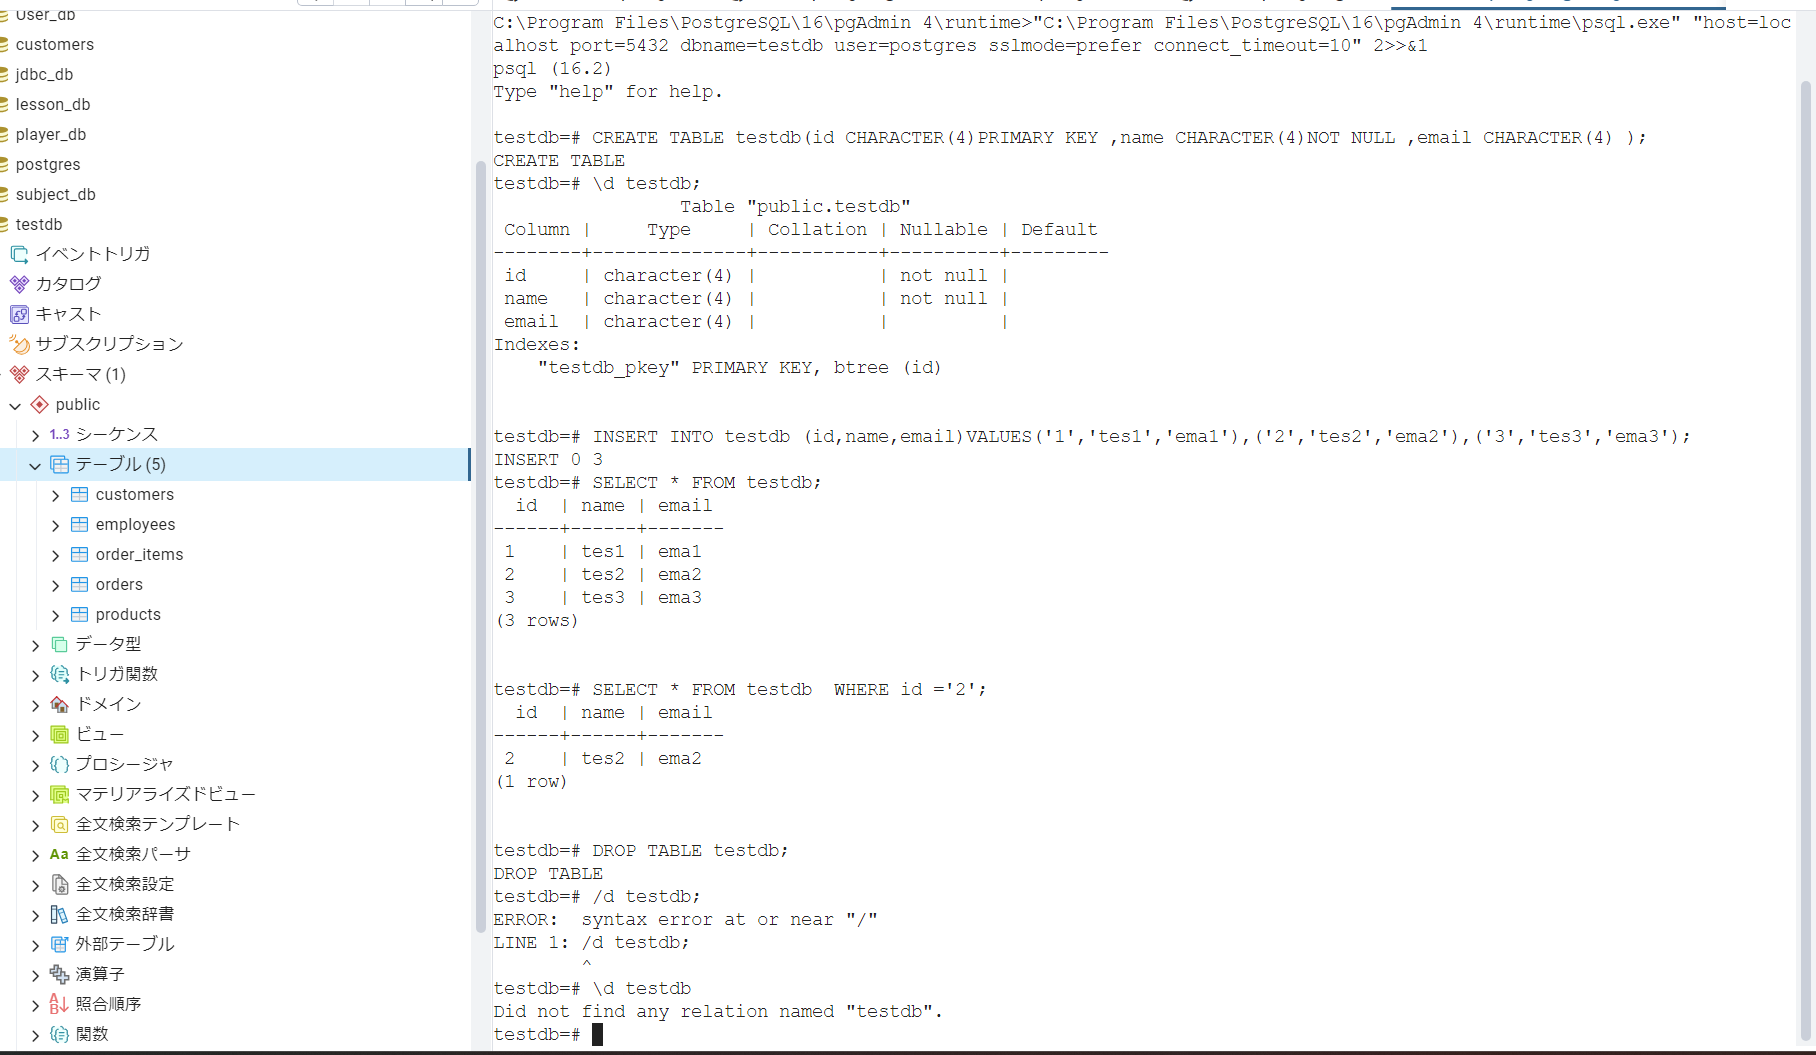 User_db
customers
jdbc_db
lesson_db
player_db
postgres
subject_db
testdb
イベントトリガ
カタログ
キャスト
サブスクリプション
スキーマ (1)
public
1..3 シーケンス
テーブル (5)
customers
employees
order_items
orders
products
データ型
トリガ関数
ドメイン
ビュー
プロシージャ
マテリアライズドビュー
全文検索テンプレート
Aa 全文検索パーサ
全文検索設定
全文検索辞書
外部テーブル
演算子
照合順序
関数
C:\Program Files\PostgreSQL\16\pgAdmin 4\runtime>"C:\Program Files\PostgreSQL\16\pgAdmin 4\runtime\psql.exe" "host=loc
alhost port=5432 dbname=testdb user=postgres sslmode=prefer connect_timeout=10" 2>>&1
psql (16.2)
Type "help" for help.
testdb=# CREATE TABLE testdb(id CHARACTER(4)PRIMARY KEY ,name CHARACTER(4)NOT NULL ,email CHARACTER(4) );
CREATE TABLE
testdb=# \d testdb;
Table "public.testdb"
Column | Type | Collation | Nullable | Default
--------+--------------+-----------+----------+---------
id | character(4) | | not null |
name | character(4) | | not null |
email | character(4) | | |
Indexes:
"testdb_pkey" PRIMARY KEY, btree (id)
testdb=# INSERT INTO testdb (id,name,email)VALUES('1','tes1','ema1'),('2','tes2','ema2'),('3','tes3','ema3');
INSERT 0 3
testdb=# SELECT * FROM testdb;
id | name | email
------+------+-------
1 | tes1 | ema1
2 | tes2 | ema2
3 | tes3 | ema3
(3 rows)
testdb=# SELECT * FROM testdb  WHERE id ='2';
id | name | email
------+------+-------
2 | tes2 | ema2
(1 row)
testdb=# DROP TABLE testdb;
DROP TABLE
testdb=# /d testdb;
ERROR:  syntax error at or near "/"
LINE 1: /d testdb;
^
testdb=# \d testdb
Did not find any relation named "testdb".
testdb=#